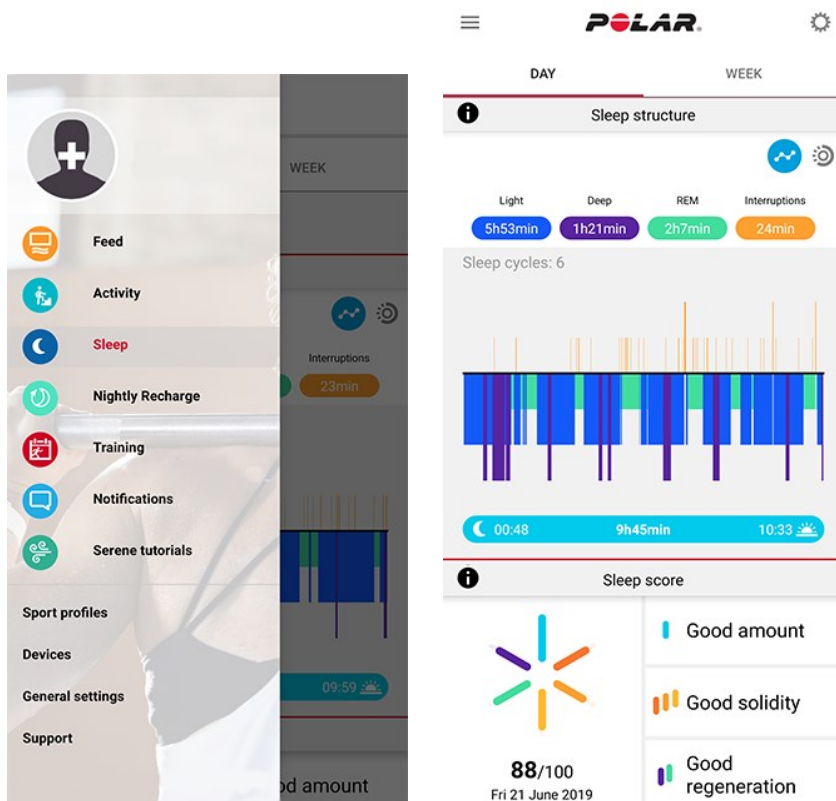 WEEK
Feed
Activity
Sleep
Interruptions
Nightly Recharge
23min
Training
Notifications
Serene tutorials
Sport profiles
Devices
General settings
09:59
Support
od amount
POLAR
DAY WEEK
Sleep structure
Light Deep REM Interruptions
5h53min 1h21min 2h7min 24min
Sleep cycles: 6
00:48 9h45min 10:33
Sleep score
Good amount
Good solidity
88/100
Fri 21 June 2019
Good
regeneration